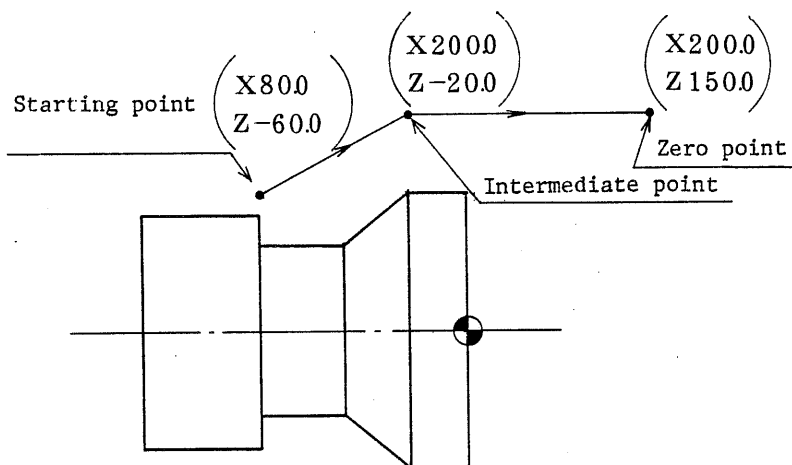 Starting point
X80.0
Z-60.0
X200.0
Z-20.0
X200.0
Z150.0
Zero point
Intermediate point